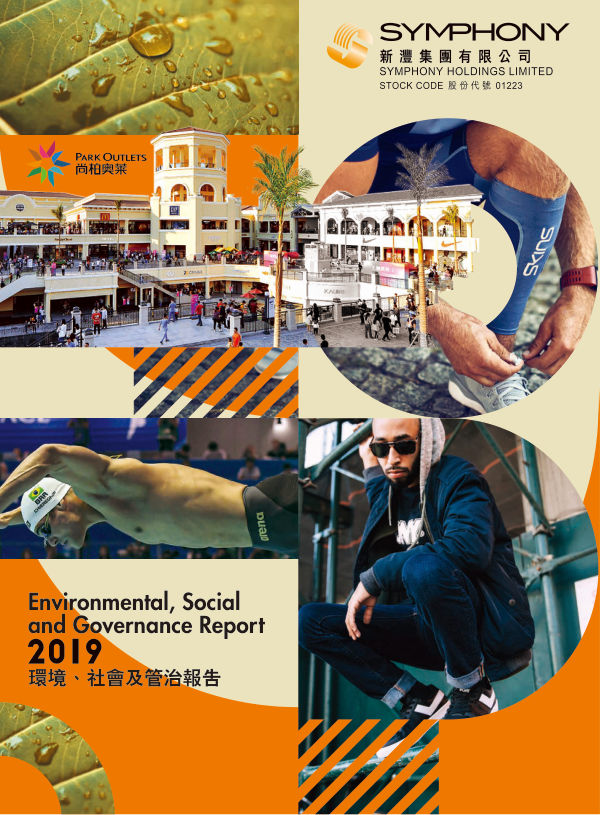 SYMPHONY
新灃集團有限公司
SYMPHONY HOLDINGS LIMITED
STOCK CODE 股份代號 01223
PARK OUTLETS
尚柏奧萊
SKINS
BRA
arena
Environmental, Social
and Governance Report
2019
環境、社會及管治報告